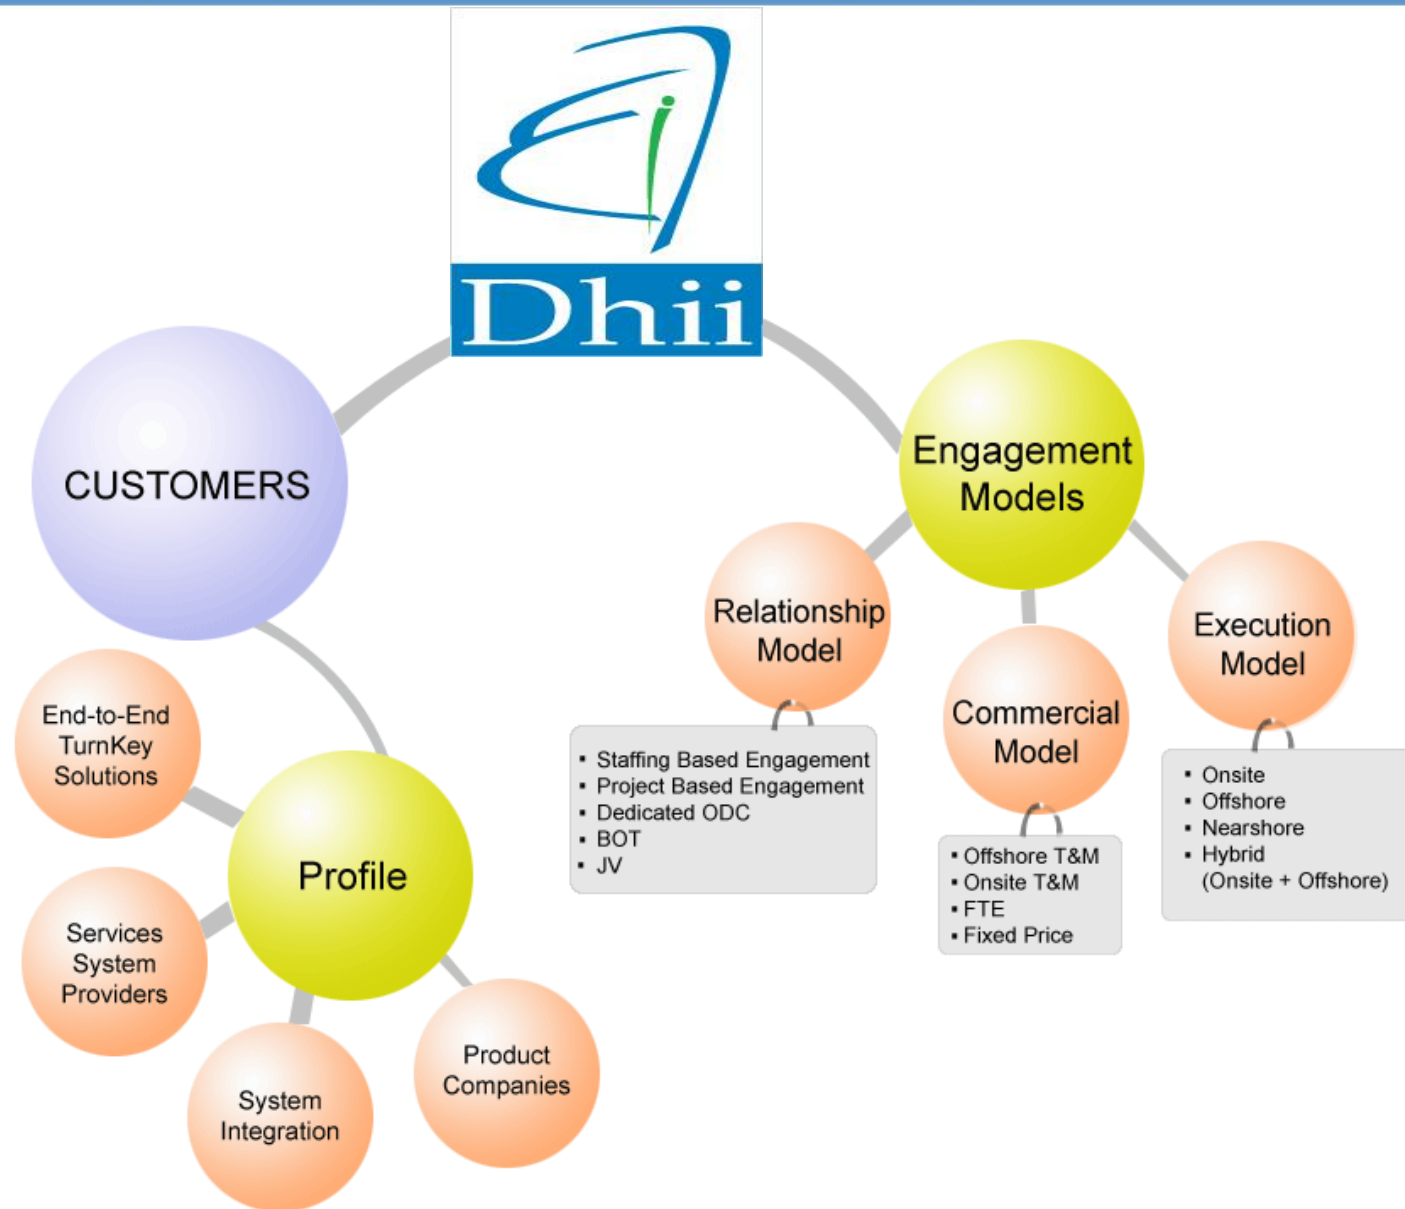 Dhii
CUSTOMERS
Engagement
Models
Relationship
Model
Staffing Based Engagement
Project Based Engagement
Dedicated ODC
BOT
JV
Commercial
Model
Offshore T&M
Onsite T&M
FTE
Fixed Price
Execution
Model
Onsite
Offshore
Nearshore
Hybrid
(Onsite + Offshore)
Profile
End-to-End
TurnKey
Solutions
Services
System
Providers
System
Integration
Product
Companies